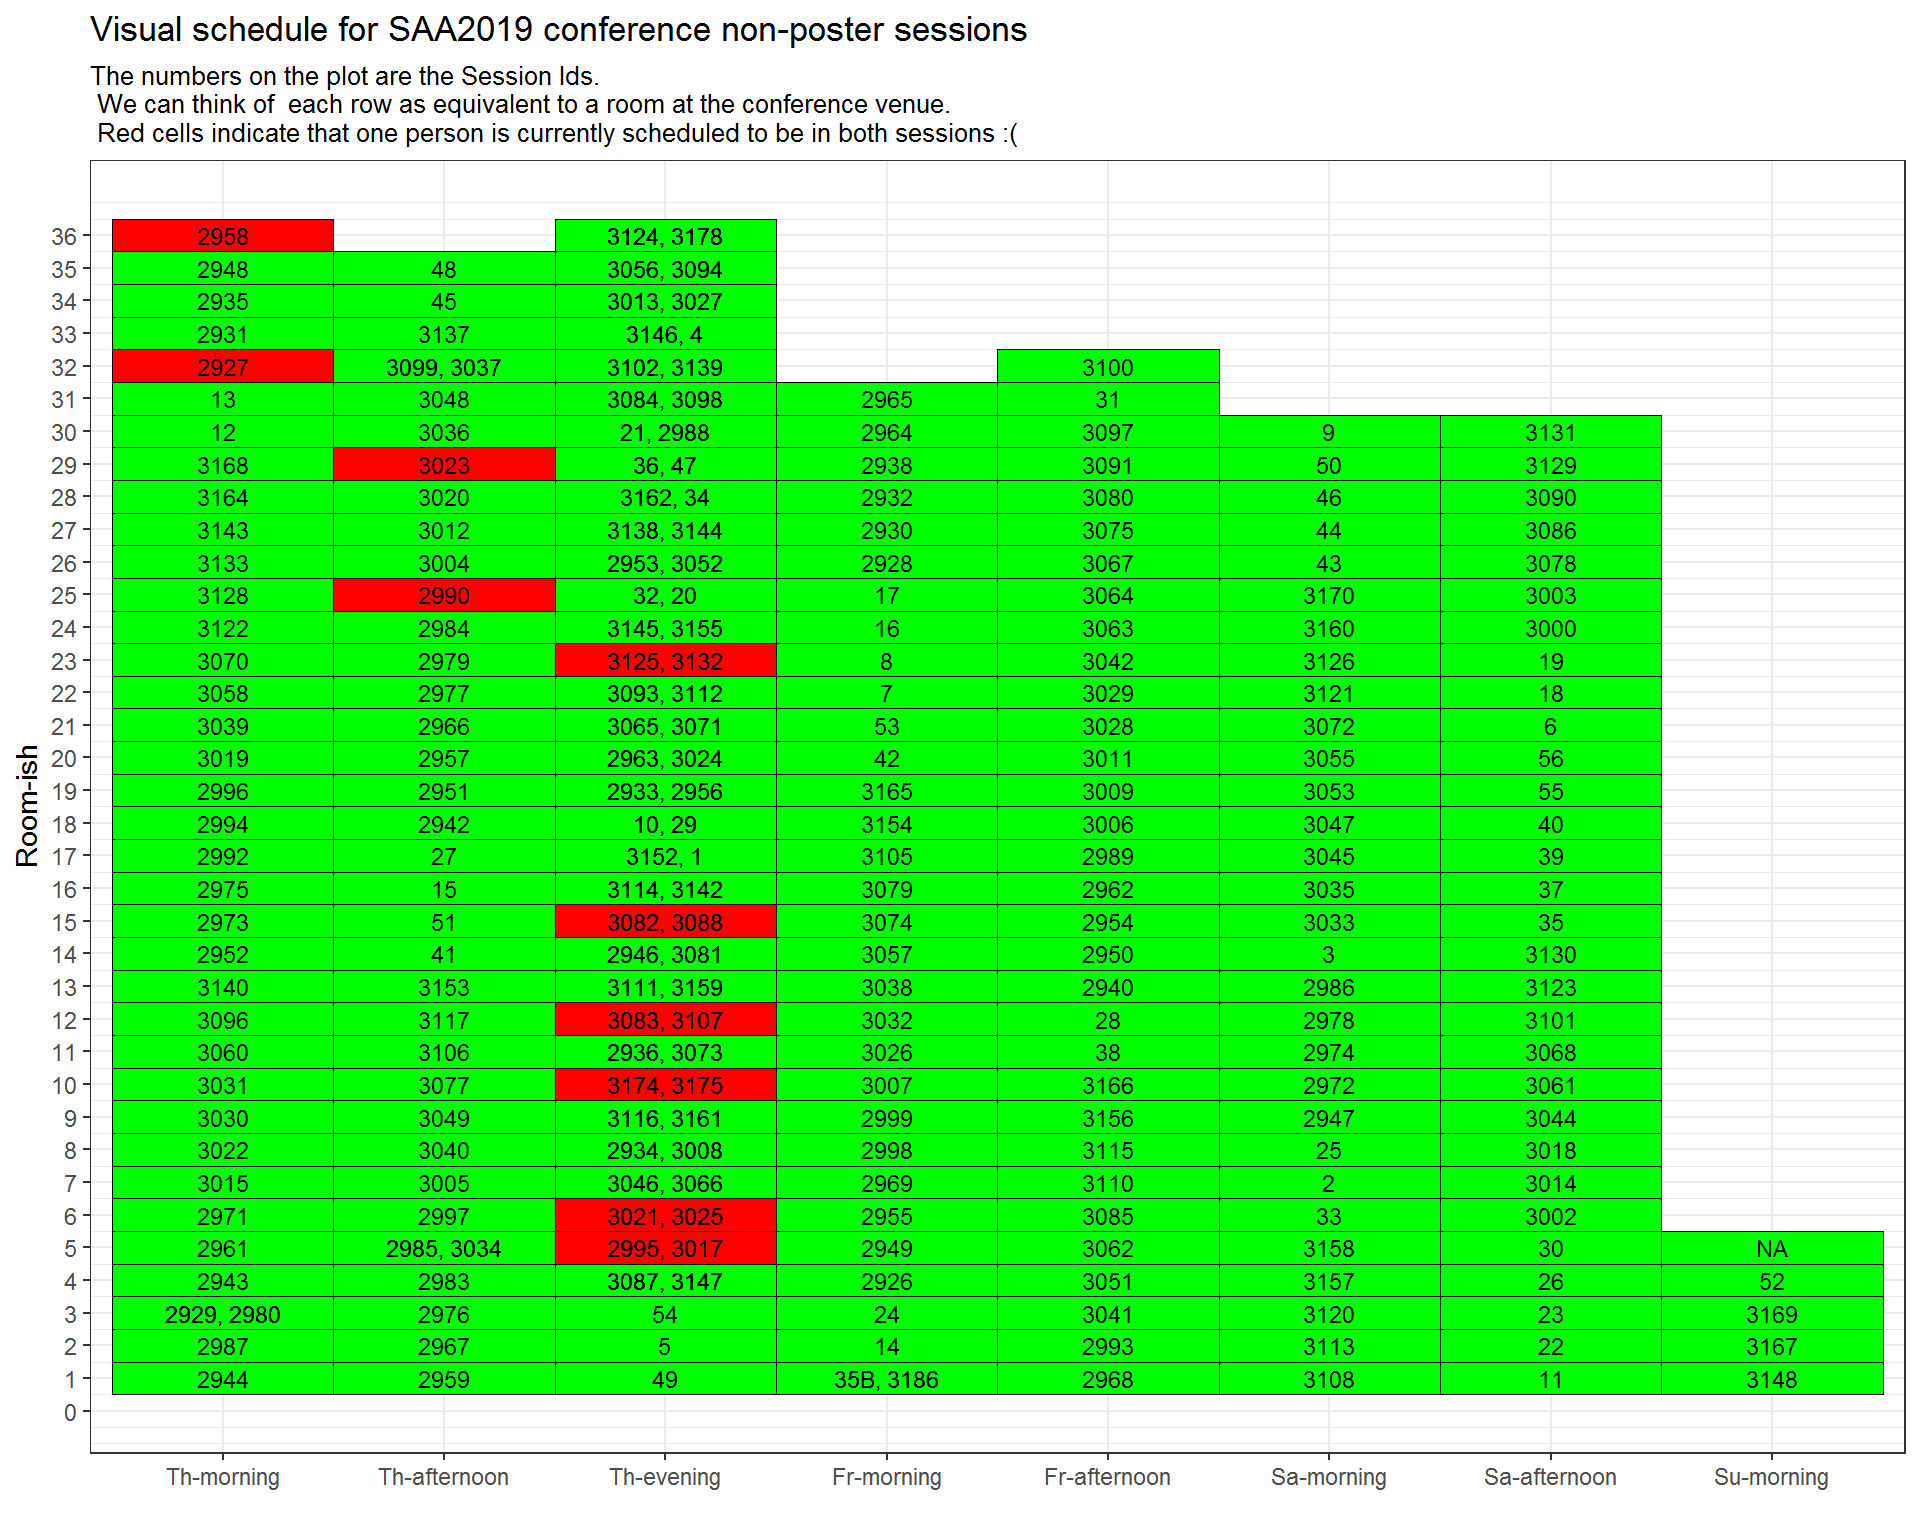 Visual schedule for SAA2019 conference non-poster sessions
The numbers on the plot are the Session Ids.
We can think of  each row as equivalent to a room at the conference venue.
Red cells indicate that one person is currently scheduled to be in both sessions :(
Room-ish
36 2958 3124, 3178
35 2948 48 3056, 3094
34 2935 45 3013, 3027
33 2931 3137 3146, 4
32 2927 3099, 3037 3102, 3139 3100
31 13 3048 3084, 3098 2965 31
30 12 3036 21, 2988 2964 3097 9 3131
29 3168 3023 36, 47 2938 3091 50 3129
28 3164 3020 3162, 34 2932 3080 46 3090
27 3143 3012 3138, 3144 2930 3075 44 3086
26 3133 3004 2953, 3052 2928 3067 43 3078
25 3128 2990 32, 20 17 3064 3170 3003
24 3122 2984 3145, 3155 16 3063 3160 3000
23 3070 2979 3125, 3132 8 3042 3126 19
22 3058 2977 3093, 3112 7 3029 3121 18
21 3039 2966 3065, 3071 53 3028 3072 6
20 3019 2957 2963, 3024 42 3011 3055 56
19 2996 2951 2933, 2956 3165 3009 3053 55
18 2994 2942 10, 29 3154 3006 3047 40
17 2992 27 3152, 1 3105 2989 3045 39
16 2975 15 3114, 3142 3079 2962 3035 37
15 2973 51 3082, 3088 3074 2954 3033 35
14 2952 41 2946, 3081 3057 2950 3 3130
13 3140 3153 3111, 3159 3038 2940 2986 3123
12 3096 3117 3083, 3107 3032 28 2978 3101
11 3060 3106 2936, 3073 3026 38 2974 3068
10 3031 3077 3174, 3175 3007 3166 2972 3061
9 3030 3049 3116, 3161 2999 3156 2947 3044
8 3022 3040 2934, 3008 2998 3115 25 3018
7 3015 3005 3046, 3066 2969 3110 2 3014
6 2971 2997 3021, 3025 2955 3085 33 3002
5 2961 2985, 3034 2995, 3017 2949 3062 3158 30 NA
4 2943 2983 3087, 3147 2926 3051 3157 26 52
3 2929, 2980 2976 54 24 3041 3120 23 3169
2 2987 2967 5 14 2993 3113 22 3167
1 2944 2959 49 35B, 3186 2968 3108 11 3148
0
Th-morning Th-afternoon Th-evening Fr-morning Fr-afternoon Sa-morning Sa-afternoon Su-morning